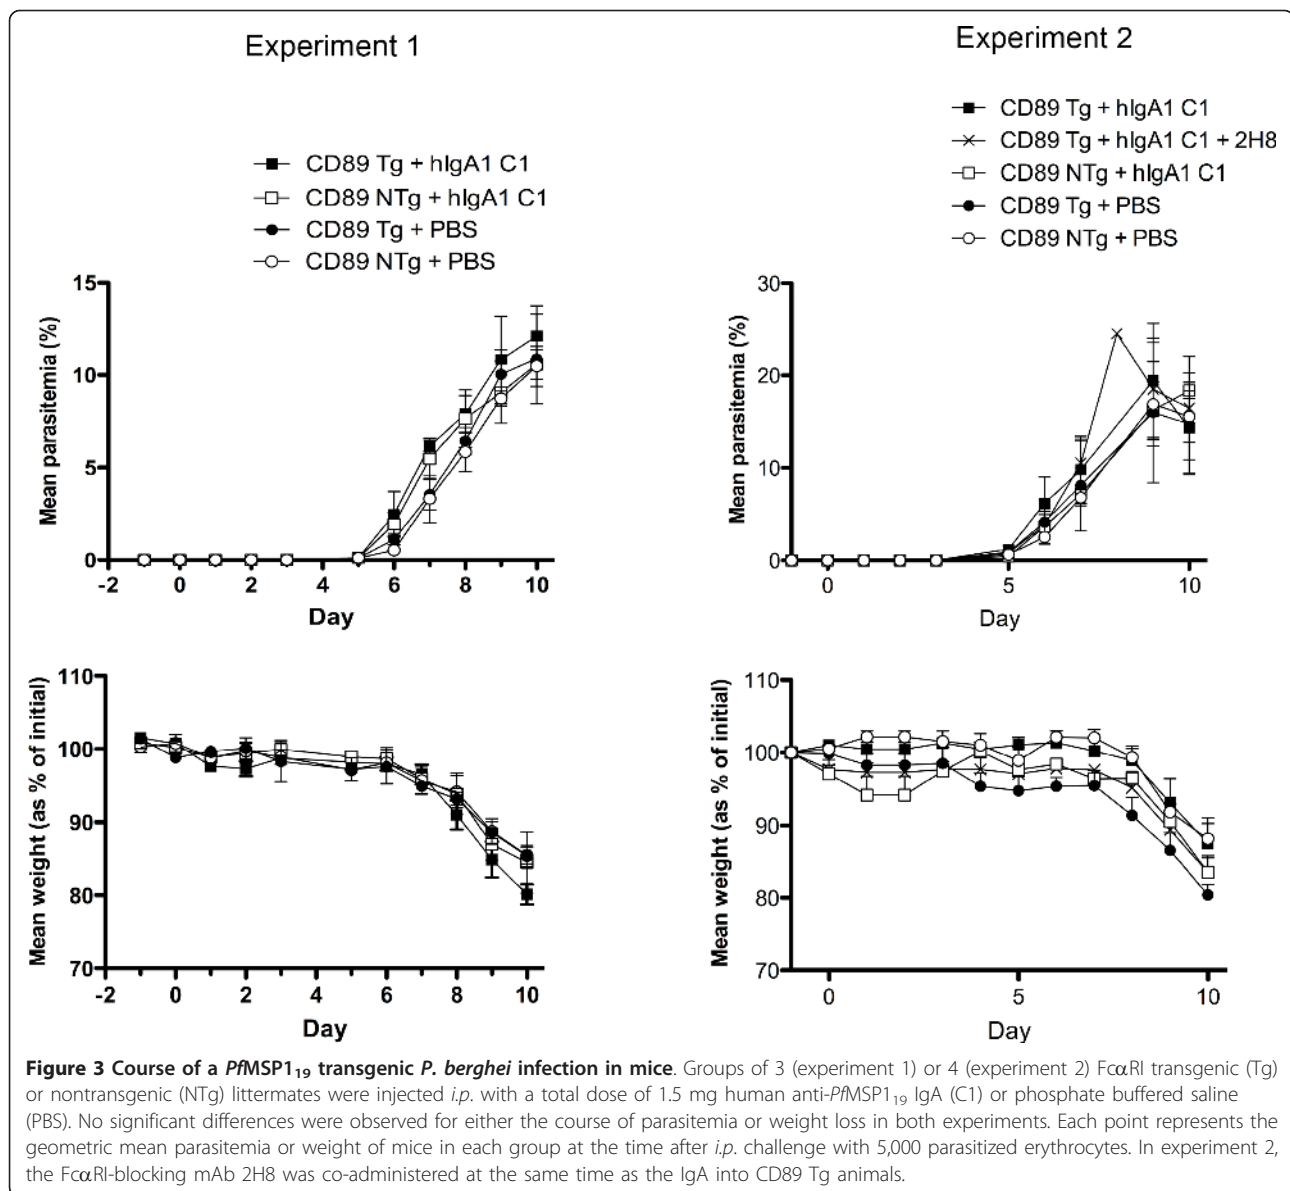 Experiment 1
CD89 Tg + hIgA1 C1
CD89 NTg + hIgA1 C1
CD89 Tg + PBS
CD89 NTg + PBS
Mean parasitemia (%)
15
10
5
0
-2 0 2 4 6 8 10
Day
Experiment 2
CD89 Tg + hIgA1 C1
CD89 Tg + hIgA1 C1 + 2H8
CD89 NTg + hIgA1 C1
CD89 Tg + PBS
CD89 NTg + PBS
Mean parasitemia (%)
30
20
10
0
0 5 10
Day
Mean weight (as % of initial)
110
100
90
80
70
-2 0 2 4 6 8 10
Day
Mean weight (as % of initial)
110
100
90
80
70
0 5 10
Day
Figure 3 Course of a PfMSP1₁₉ transgenic P. berghei infection in mice. Groups of 3 (experiment 1) or 4 (experiment 2) FcαRI transgenic (Tg)
or nontransgenic (NTg) littermates were injected i.p. with a total dose of 1.5 mg human anti-PfMSP1₁₉ IgA (C1) or phosphate buffered saline
(PBS). No significant differences were observed for either the course of parasitemia or weight loss in both experiments. Each point represents the
geometric mean parasitemia or weight of mice in each group at the time after i.p. challenge with 5,000 parasitized erythrocytes. In experiment 2,
the FcαRI-blocking mAb 2H8 was co-administered at the same time as the IgA into CD89 Tg animals.